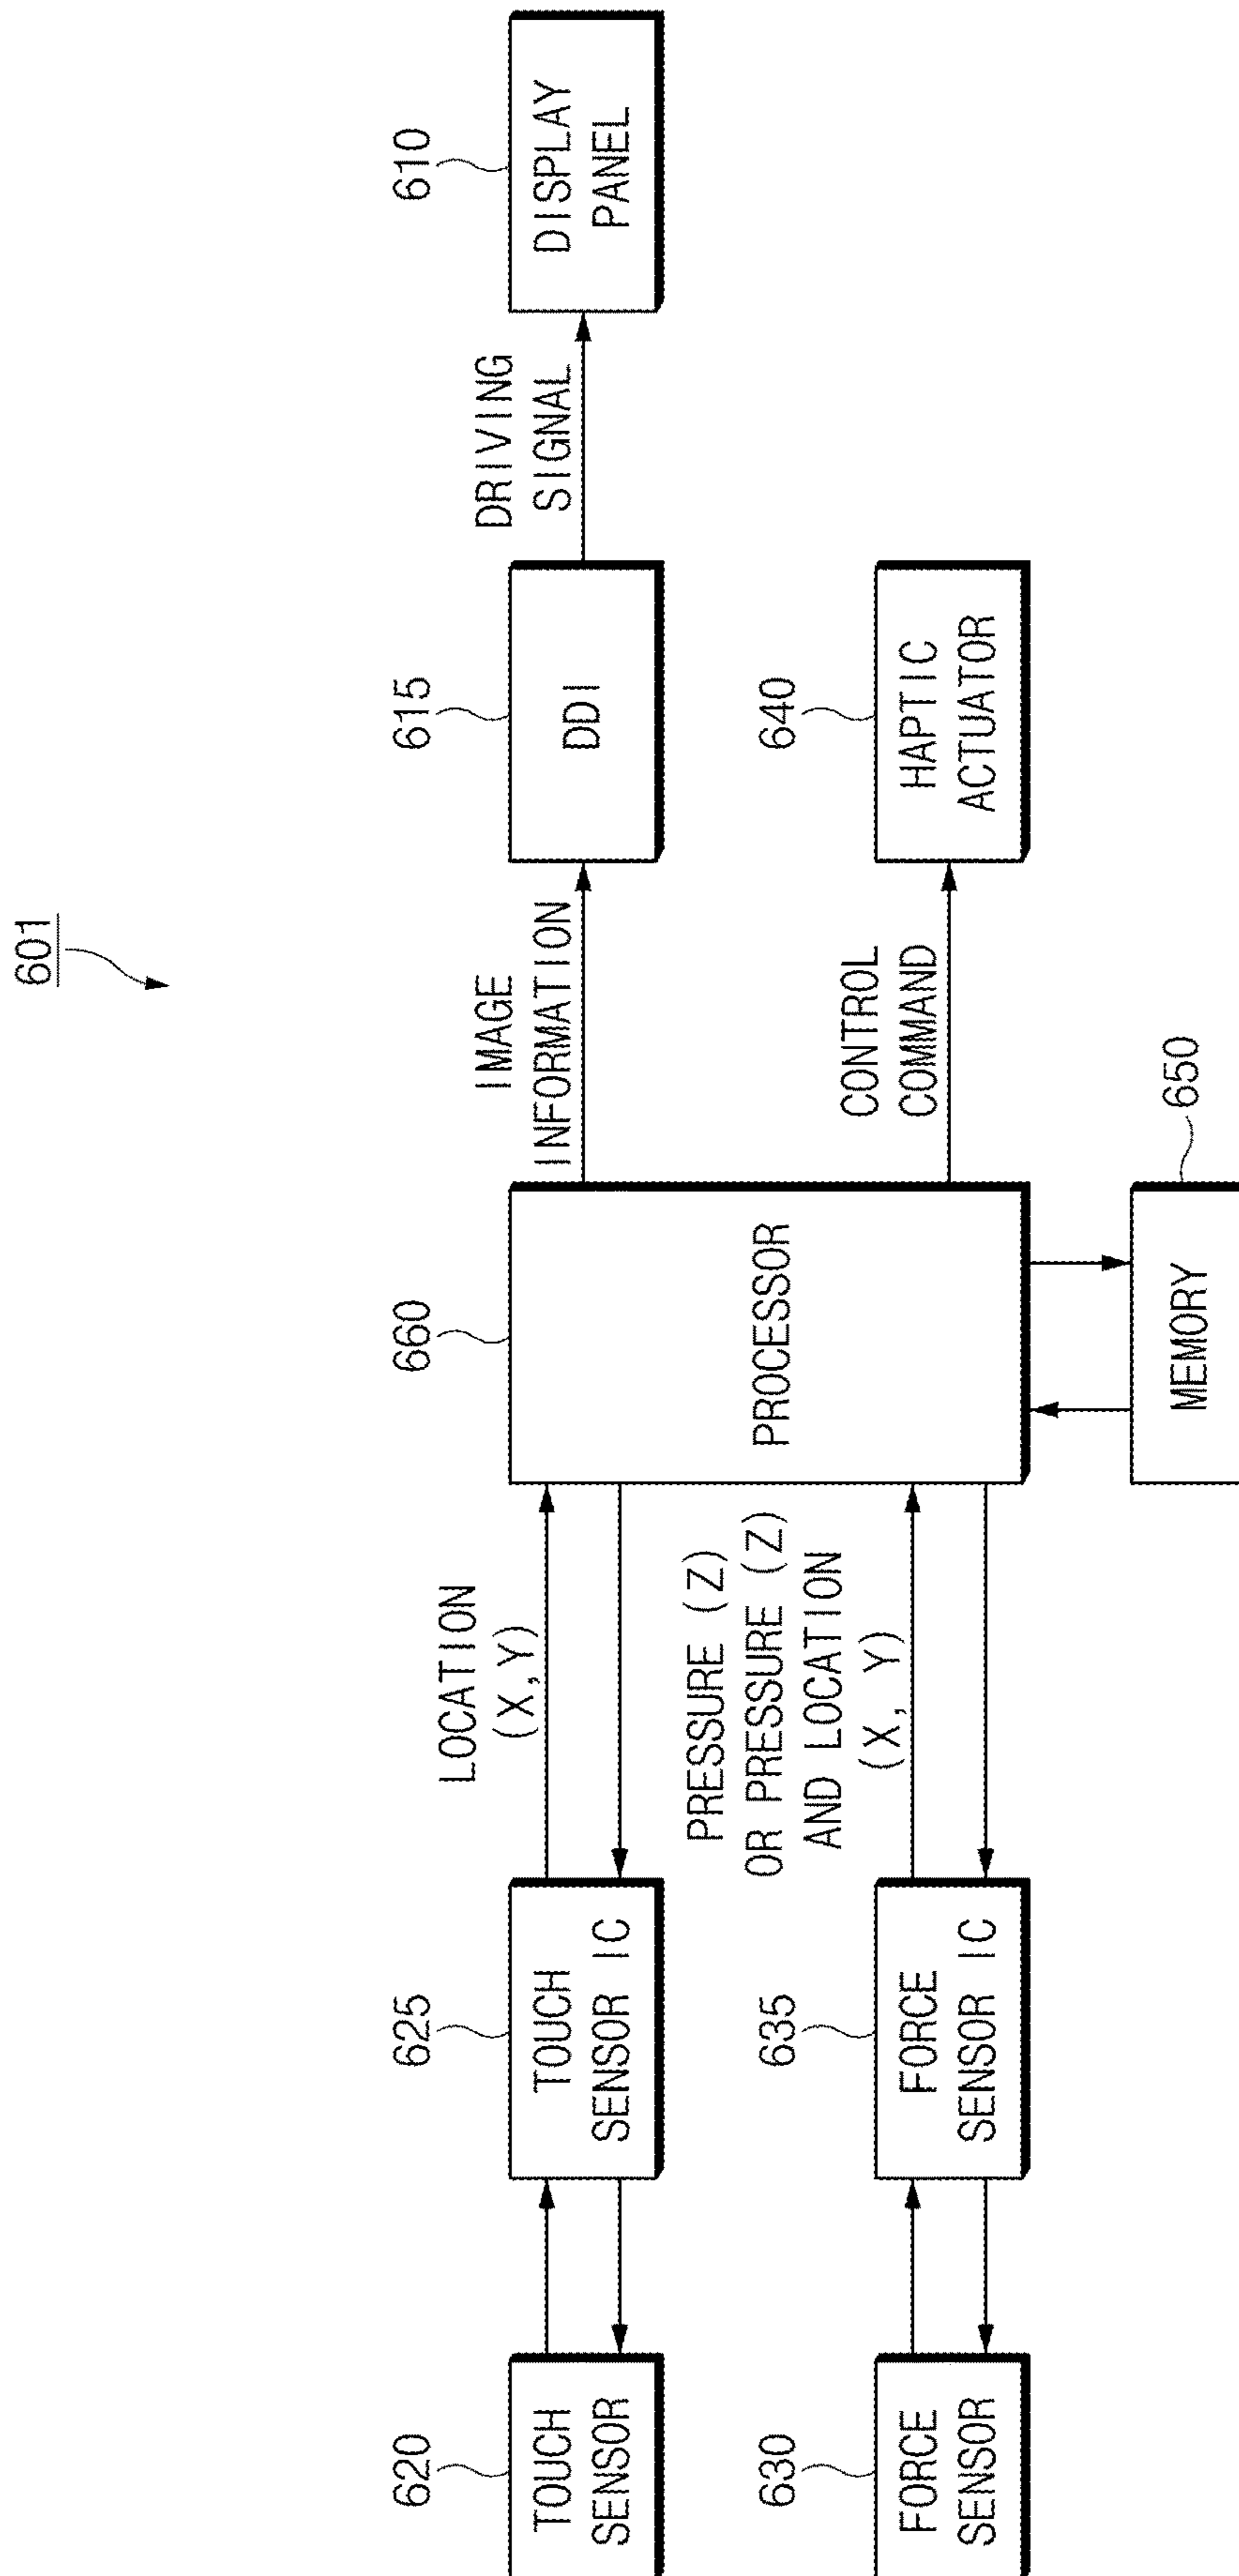 601
620
TOUCH
SENSOR
625
TOUCH
SENSOR IC
LOCATION
(X,Y)
660
PROCESSOR
IMAGE
INFORMATION
615
DDI
DRIVING
SIGNAL
610
DISPLAY
PANEL
630
FORCE
SENSOR
635
FORCE
SENSOR IC
PRESSURE (Z)
OR PRESSURE (Z)
AND LOCATION
(X, Y)
CONTROL
COMMAND
640
HAPTIC
ACTUATOR
650
MEMORY